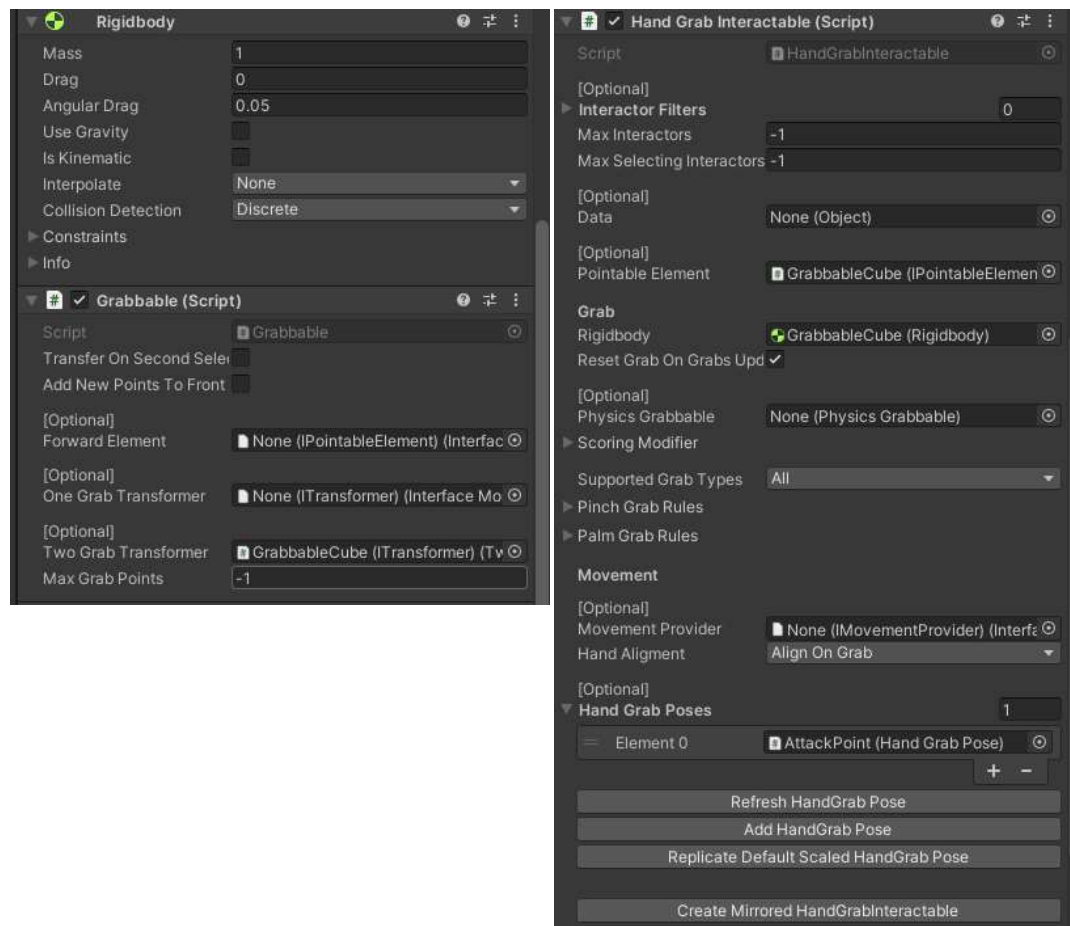 Rigidbody
Mass 1
Drag 0
Angular Drag 0.05
Use Gravity
Is Kinematic
Interpolate None
Collision Detection Discrete
Constraints
Info
# Grabbable (Script)
Script Grabbable
Transfer On Second Sele
Add New Points To Front
[Optional]
Forward Element None (IPointableElement) (Interfac
[Optional]
One Grab Transformer None (ITransformer) (Interface Mo
[Optional]
Two Grab Transformer GrabbableCube (ITransformer) (Tw
Max Grab Points -1
# Hand Grab Interactable (Script)
Script HandGrabInteractable
[Optional]
Interactor Filters 0
Max Interactors -1
Max Selecting Interactors -1
[Optional]
Data None (Object)
[Optional]
Pointable Element GrabbableCube (IPointableElemen
Grab
Rigidbody GrabbableCube (Rigidbody)
Reset Grab On Grabs Upd
[Optional]
Physics Grabbable None (Physics Grabbable)
Scoring Modifier
Supported Grab Types All
Pinch Grab Rules
Palm Grab Rules
Movement
[Optional]
Movement Provider None (IMovementProvider) (Interfa
Hand Aligment Align On Grab
[Optional]
Hand Grab Poses 1
Element 0 AttackPoint (Hand Grab Pose)
+ -
Refresh HandGrab Pose
Add HandGrab Pose
Replicate Default Scaled HandGrab Pose
Create Mirrored HandGrabInteractable